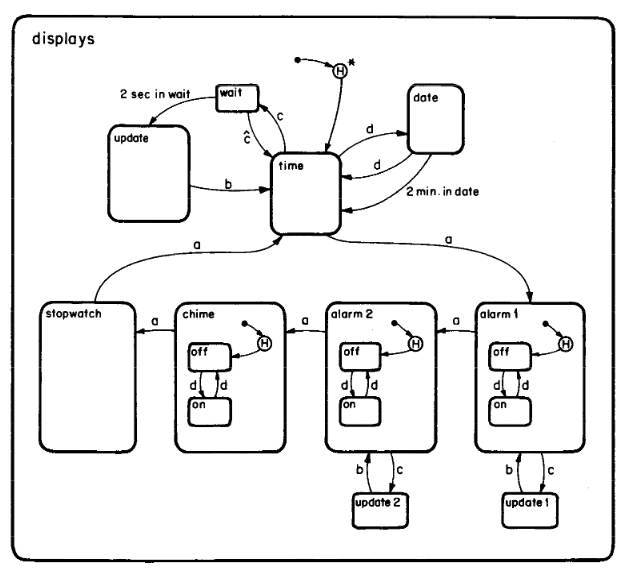 displays
H*
2 sec in wait
wait
date
c
ĉ
d
update
time
d
b
2 min. in date
a
a
stopwatch
a
chime
a
alarm 2
a
alarm 1
H
H
H
off
off
off
d
d
d
d
d
d
on
on
on
b
c
b
c
update 2
update 1